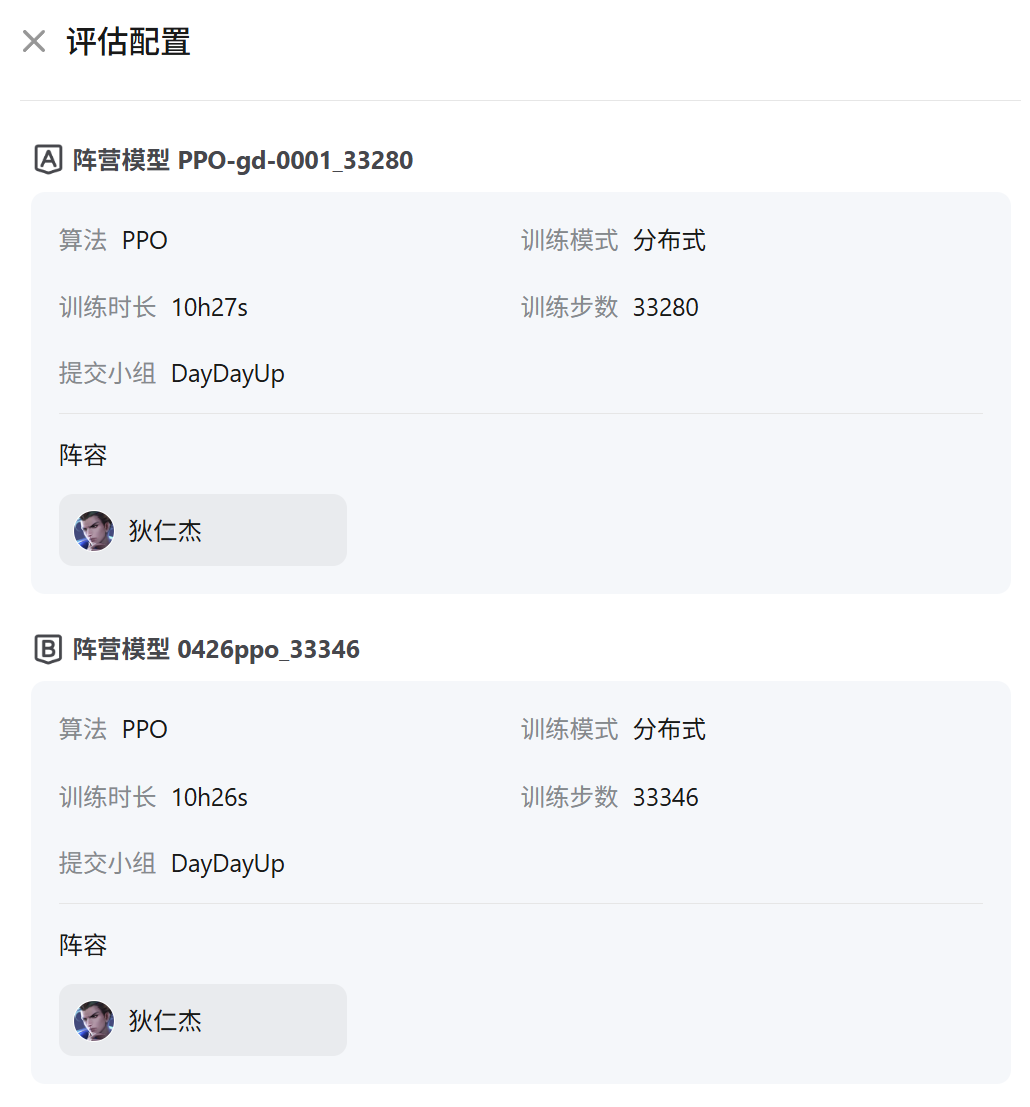 评估配置
A 阵营模型 PPO-gd-0001_33280
算法 PPO 训练模式 分布式
训练时长 10h27s 训练步数 33280
提交小组 DayDayUp
阵容
狄仁杰
B 阵营模型 0426ppo_33346
算法 PPO 训练模式 分布式
训练时长 10h26s 训练步数 33346
提交小组 DayDayUp
阵容
狄仁杰